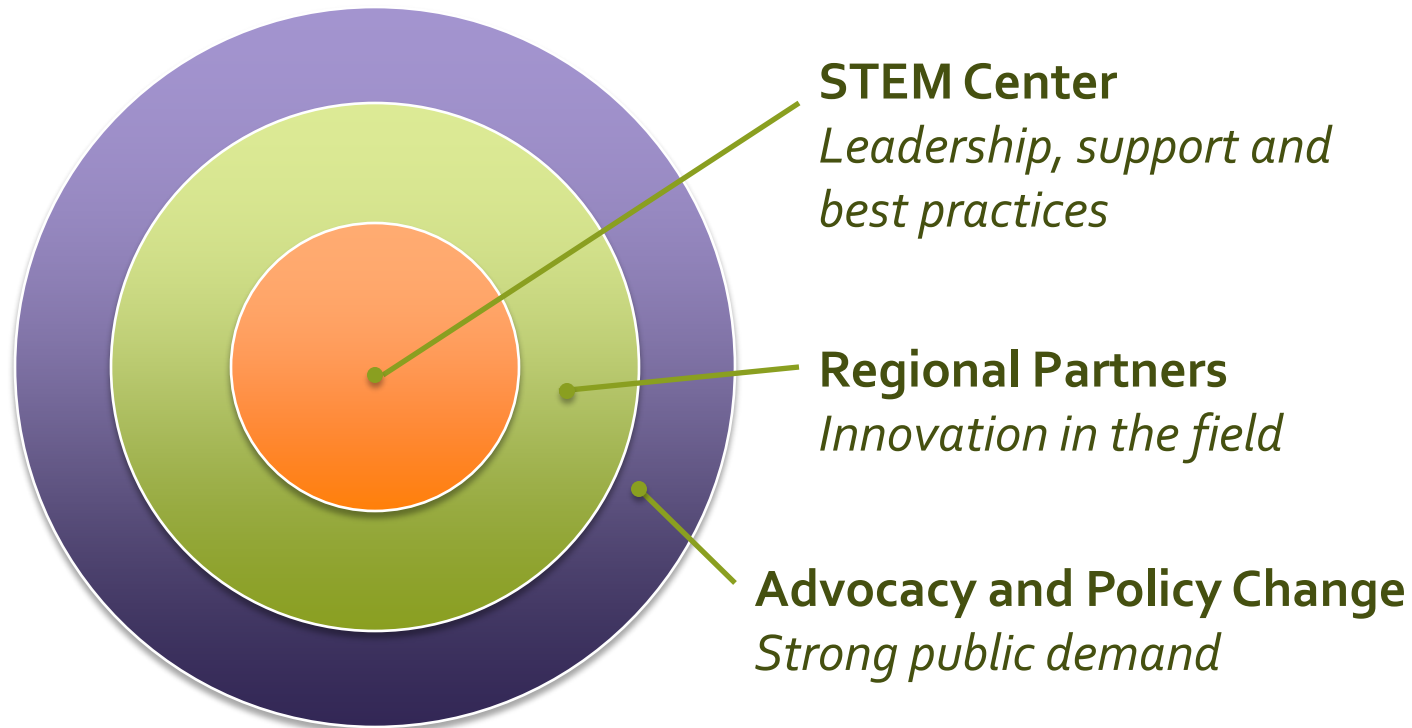 STEM Center
Leadership, support and
best practices
Regional Partners
Innovation in the field
Advocacy and Policy Change
Strong public demand